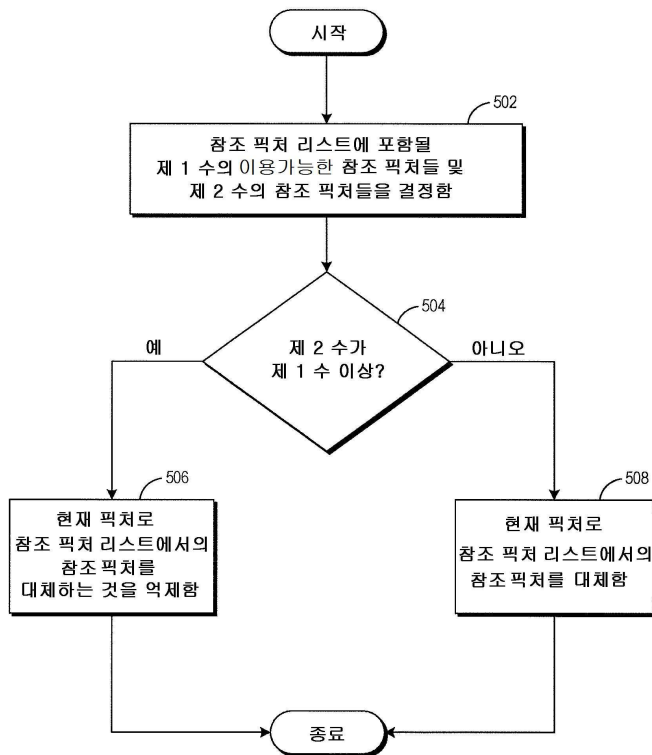 시작
502
참조 픽처 리스트에 포함될
제 1 수의 이용가능한 참조 픽처들 및
제 2 수의 참조 픽처들을 결정함
504
제 2 수가
제 1 수 이상?
예
아니오
506
현재 픽처로
참조 픽처 리스트에서의
참조 픽처를
대체하는 것을 억제함
508
현재 픽처로
참조 픽처 리스트에서의
참조 픽처를 대체함
종료